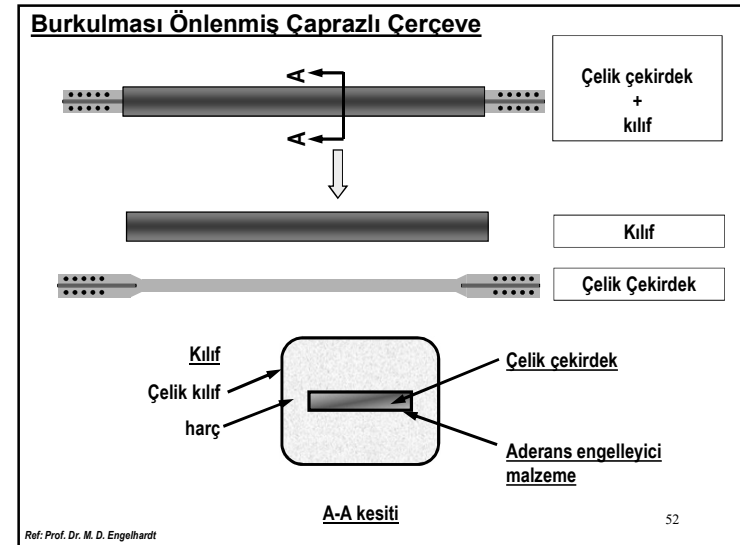 Burkulması Önlenmiş Çaprazlı Çerçeve
A
A
Çelik çekirdek
+
kılıf
Kılıf
Çelik Çekirdek
Kılıf
Çelik kılıf
harç
Çelik çekirdek
Aderans engelleyici
malzeme
A-A kesiti
52
Ref: Prof. Dr. M. D. Engelhardt